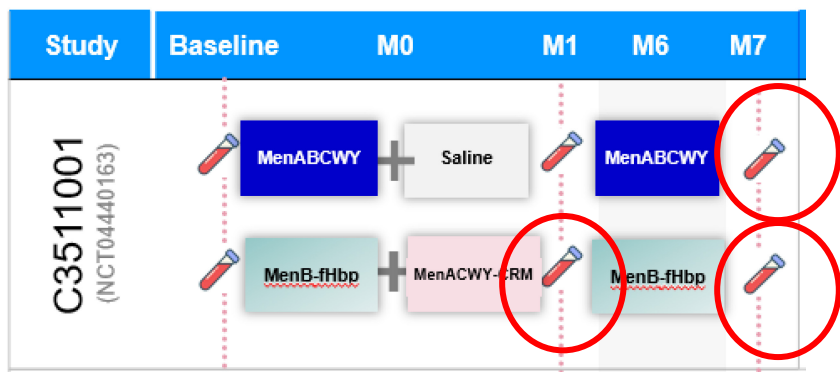 Study Baseline M0 M1 M6 M7
C3511001
(NCT04440163)
MenABCWY + Saline MenABCWY
MenB-fHbp + MenACWY-CRM MenB-fHbp